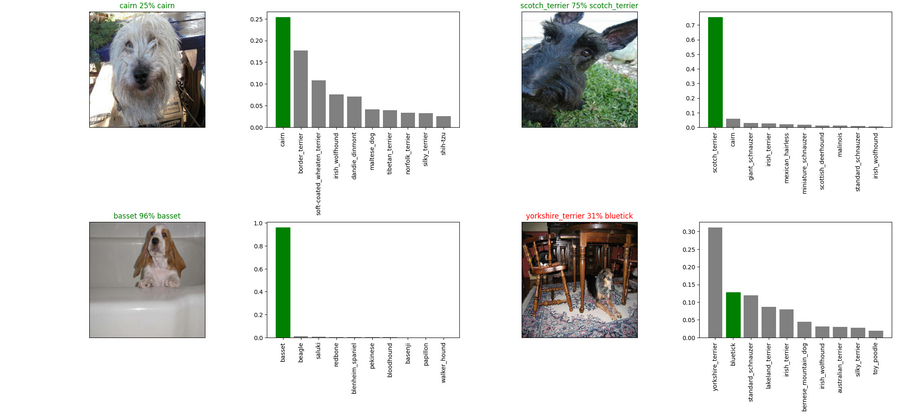 cairn 25% cairn
0.25
0.20
0.15
0.10
0.05
0.00
cairn
border_terrier
soft-coated_wheaten_terrier
irish_wolfhound
dandie_dinmont
maltese_dog
tibetan_terrier
norfolk_terrier
silky_terrier
shih-tzu
scotch_terrier 75% scotch_terrier
0.7
0.6
0.5
0.4
0.3
0.2
0.1
0.0
scotch_terrier
cairn
giant_schnauzer
irish_terrier
mexican_hairless
miniature_schnauzer
scottish_deerhound
malinois
standard_schnauzer
irish_wolfhound
basset 96% basset
1.0
0.8
0.6
0.4
0.2
0.0
basset
beagle
saluki
redbone
blenheim_spaniel
pekinese
bloodhound
basenji
papillon
walker_hound
yorkshire_terrier 31% bluetick
0.30
0.25
0.20
0.15
0.10
0.05
0.00
yorkshire_terrier
bluetick
standard_schnauzer
lakeland_terrier
irish_terrier
bernese_mountain_dog
irish_wolfhound
australian_terrier
silky_terrier
toy_poodle